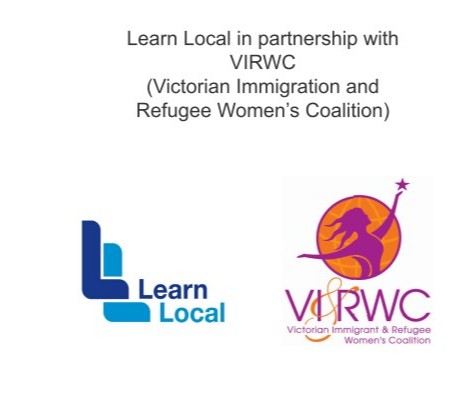 Learn Local in partnership with
VIRWC
(Victorian Immigration and
Refugee Women's Coalition)
Learn
Local
VI&RWC
Victorian Immigrant & Refugee
Women's Coalition